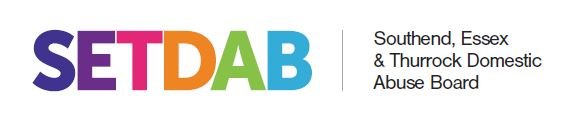 SETDAB
Southend, Essex
& Thurrock Domestic
Abuse Board